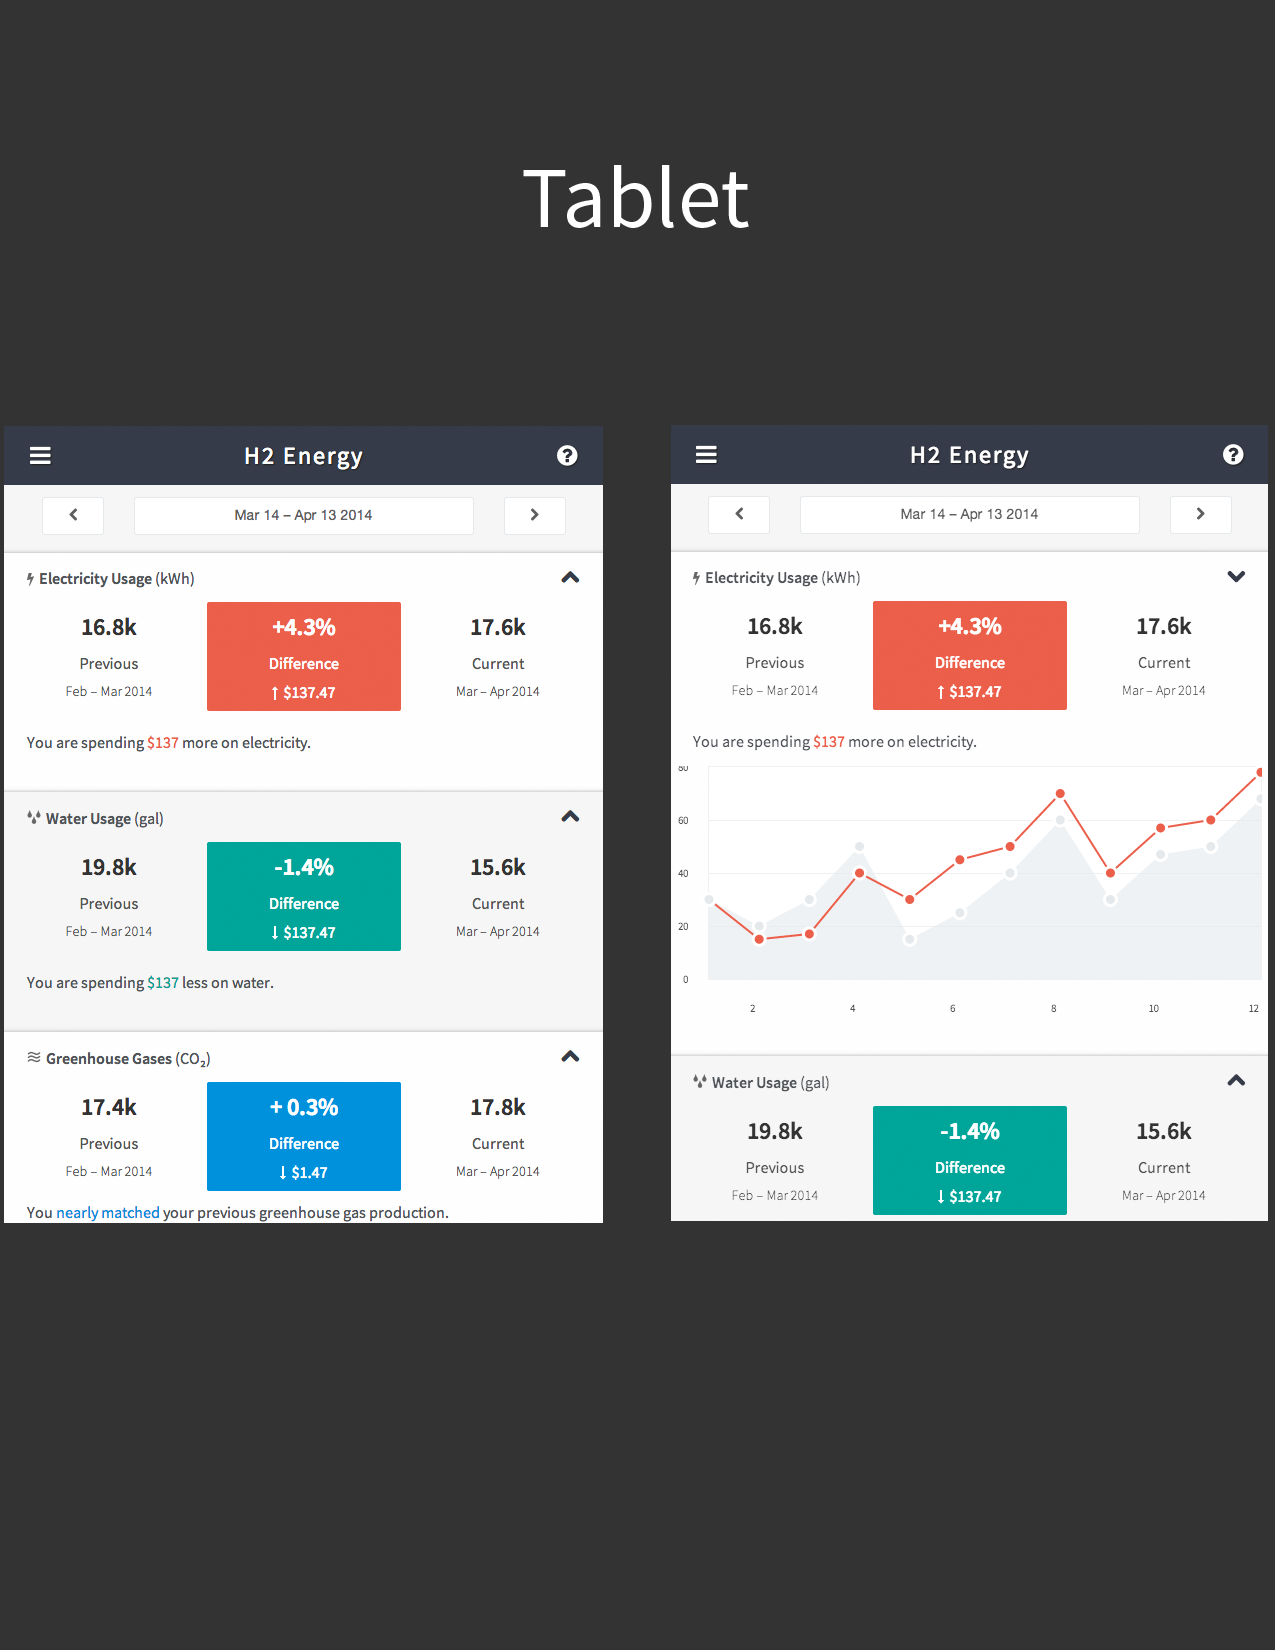 Tablet
H2 Energy
Mar 14 – Apr 13 2014
Electricity Usage (kWh)
16.8k +4.3% 17.6k
Previous Difference Current
Feb – Mar 2014 ↑ $137.47 Mar – Apr 2014
You are spending $137 more on electricity.
Water Usage (gal)
19.8k -1.4% 15.6k
Previous Difference Current
Feb – Mar 2014 ↓ $137.47 Mar – Apr 2014
You are spending $137 less on water.
Greenhouse Gases (CO₂)
17.4k + 0.3% 17.8k
Previous Difference Current
Feb – Mar 2014 ↓ $1.47 Mar – Apr 2014
You nearly matched your previous greenhouse gas production.
H2 Energy
Mar 14 – Apr 13 2014
Electricity Usage (kWh)
16.8k +4.3% 17.6k
Previous Difference Current
Feb – Mar 2014 ↑ $137.47 Mar – Apr 2014
You are spending $137 more on electricity.
80
60
40
20
0
2 4 6 8 10 12
Water Usage (gal)
19.8k -1.4% 15.6k
Previous Difference Current
Feb – Mar 2014 ↓ $137.47 Mar – Apr 2014